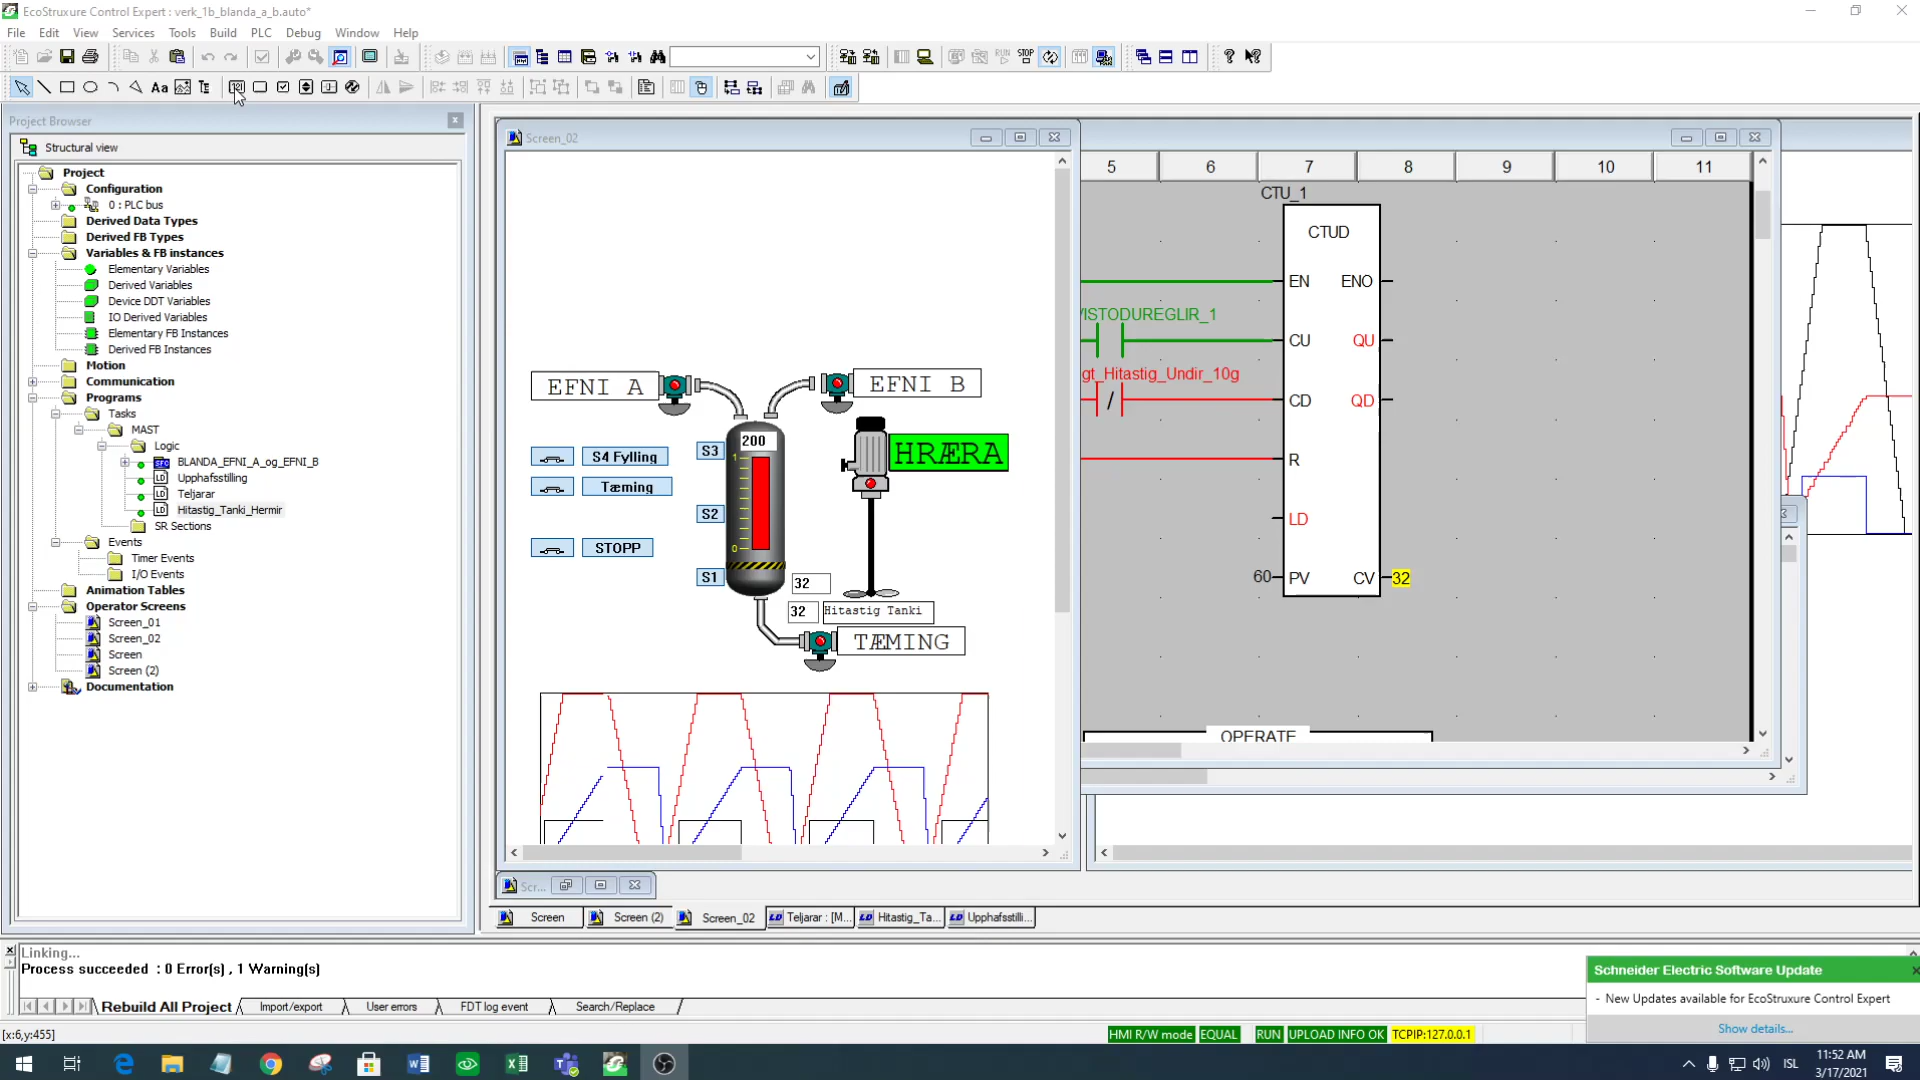 EcoStruxure Control Expert : verk_1b_blanda_a_b.auto*
File Edit View Services Tools Build PLC Debug Window Help
Aa
Project Browser
Structural view
Project
Configuration
0 : PLC bus
Derived Data Types
Derived FB Types
Variables & FB instances
Elementary Variables
Derived Variables
Device DDT Variables
IO Derived Variables
Elementary FB Instances
Derived FB Instances
Motion
Communication
Programs
Tasks
MAST
Logic
BLANDA_EFNI_A_og_EFNI_B
Upphafsstilling
Teljarar
Hitastig_Tanki_Hermir
SR Sections
Events
Timer Events
I/O Events
Animation Tables
Operator Screens
Screen_01
Screen_02
Screen
Screen (2)
Documentation
Screen_02
EFNI A
EFNI B
200
S3
S4 Fylling
HRÆRA
1
Tæming
S2
STOPP
0
S1
32
32
Hitastig Tanki
TÆMING
5 6 7 8 9 10 11
CTU_1
CTUD
EN ENO
ISTODUREGLIR_1
CU QU
gt_Hitastig_Undir_10g
CD QD
R
LD
60 PV CV 32
OPERATE
Scr...
Screen Screen (2) Screen_02 Teljarar : [M... Hitastig_Ta... Upphafsstilli...
Linking...
Process succeeded : 0 Error(s) , 1 Warning(s)
Rebuild All Project Import/export User errors FDT log event Search/Replace
Schneider Electric Software Update
- New Updates available for EcoStruxure Control Expert
Show details...
[x:6,y:455]
HMI R/W mode EQUAL RUN UPLOAD INFO OK TCPIP:127.0.0.1
ISL
11:52 AM
3/17/2021